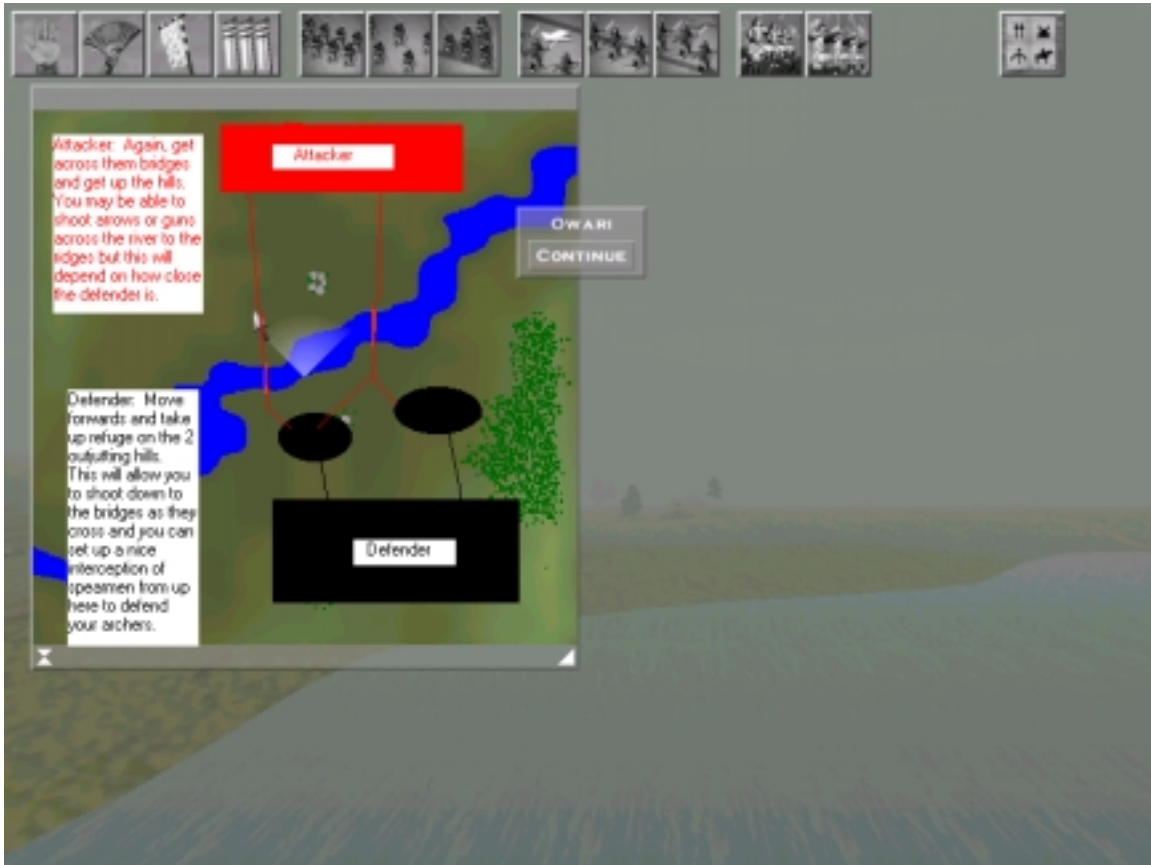 Attacker: Again, get
across them bridges
and get up the hills.
You may be able to
shoot arrows or guns
across the river to the
ridges but this will
depend on how close
the defender is.
Attacker
OWARI
CONTINUE
Defender: Move
forwards and take
up refuge on the 2
outjutting hills.
This will allow you
to shoot down to
the bridges as they
cross and you can
set up a nice
interception of
spearmen from up
here to defend
your archers.
Defender